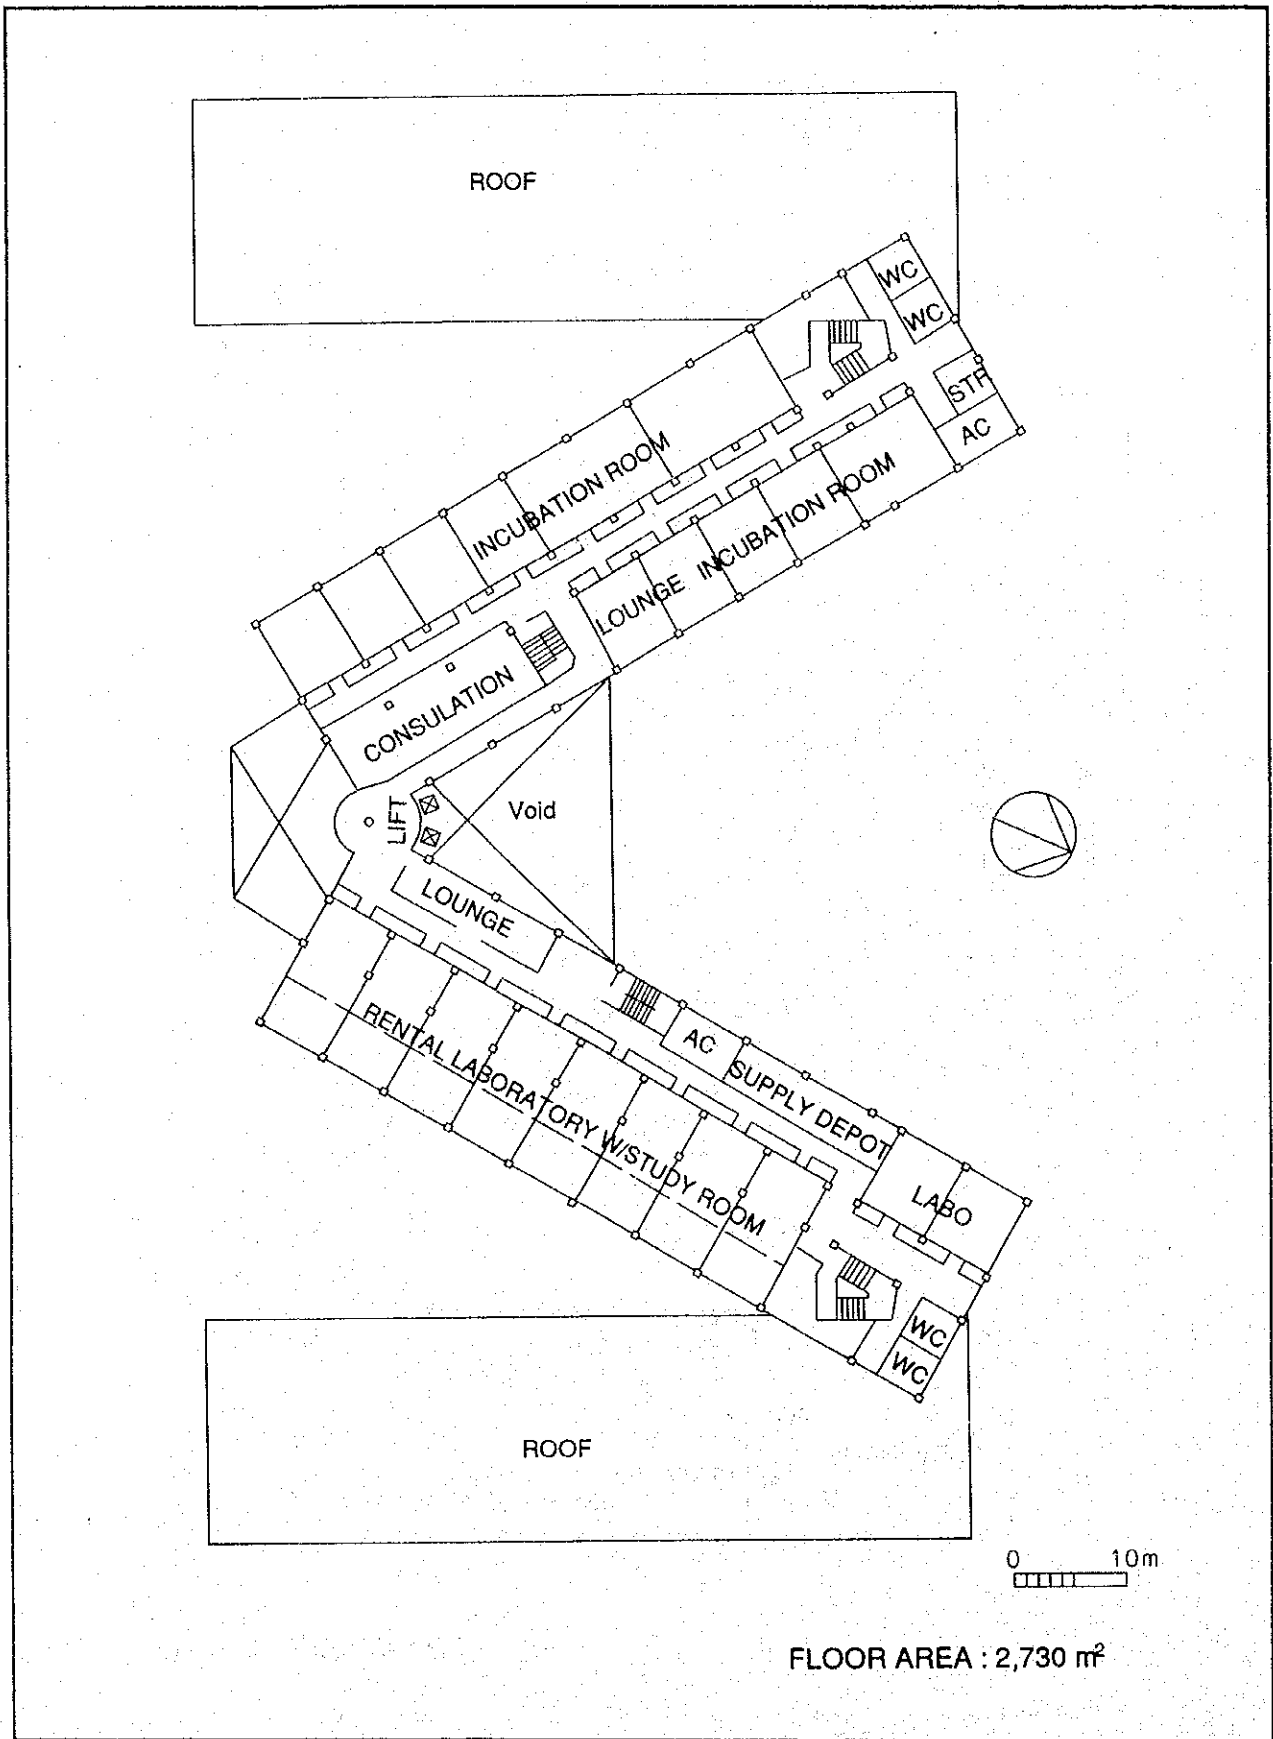 ROOF
WC
WC
STR
AC
INCUBATION ROOM
INCUBATION ROOM
LOUNGE
CONSULATION
LIFT
Void
LOUNGE
RENTAL LABORATORY W/STUDY ROOM
AC
SUPPLY DEPOT
LABO
WC
WC
ROOF
0 10m
FLOOR AREA : 2,730 m²